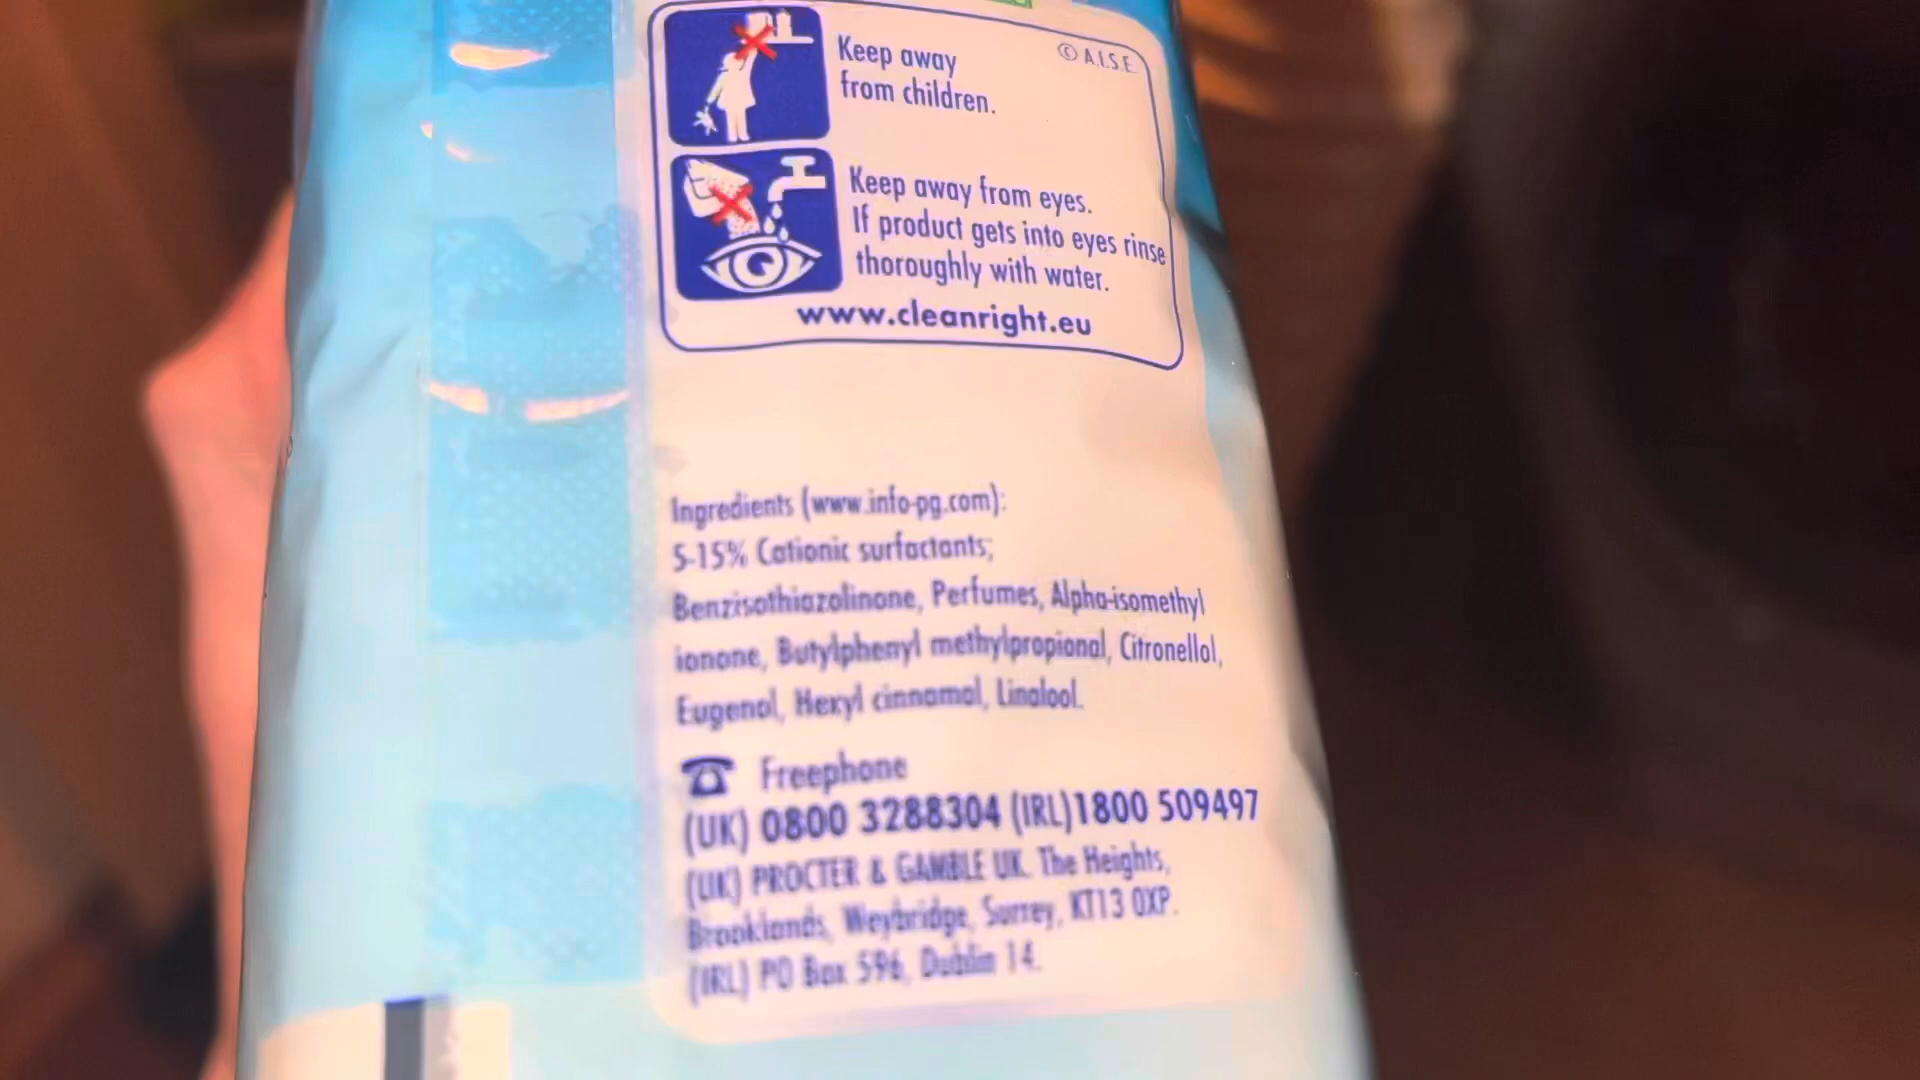 Keep away
from children.
© A.I.S.E.
Keep away from eyes.
If product gets into eyes rinse
thoroughly with water.
www.cleanright.eu
Ingredients (www.info-pg.com):
5-15% Cationic surfactants;
Benzisothiazolinone, Perfumes, Alpha-isomethyl
ionone, Butylphenyl methylpropional, Citronellol,
Eugenol, Hexyl cinnamal, Linalool.
Freephone
(UK) 0800 3288304 (IRL)1800 509497
(UK) PROCTER & GAMBLE UK. The Heights,
Brooklands, Weybridge, Surrey, KT13 0XP.
(IRL) PO Box 596, Dublin 14.